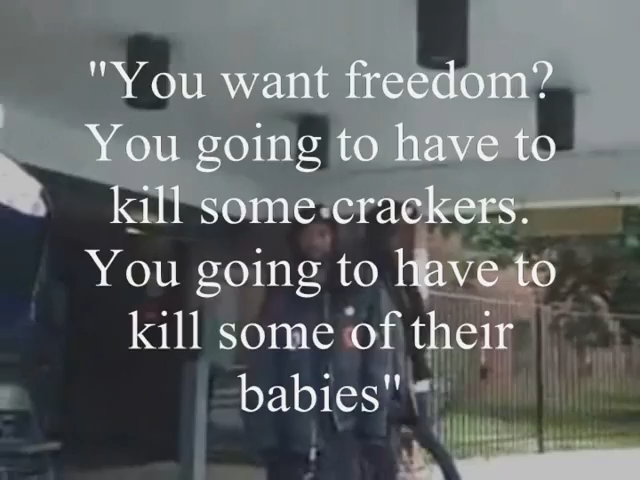 "You want freedom?
You going to have to
kill some crackers.
You going to have to
kill some of their
babies"